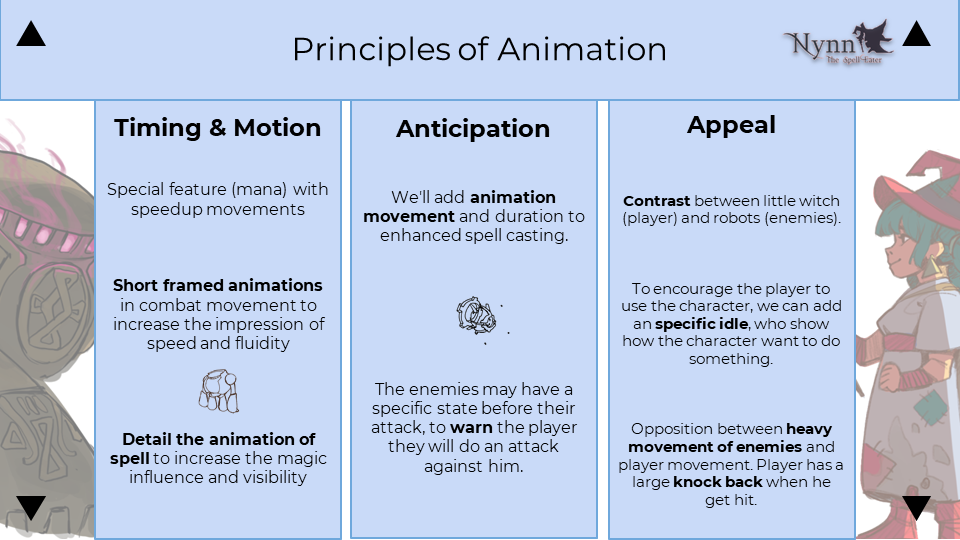 Principles of Animation
Nynn
The Spell Eater
Timing & Motion
Special feature (mana) with
speedup movements
Short framed animations
in combat movement to
increase the impression of
speed and fluidity
Detail the animation of
spell to increase the magic
influence and visibility
Anticipation
We'll add animation
movement and duration to
enhanced spell casting.
The enemies may have a
specific state before their
attack, to warn the player
they will do an attack
against him.
Appeal
Contrast between little witch
(player) and robots (enemies).
To encourage the player to
use the character, we can add
an specific idle, who show
how the character want to do
something.
Opposition between heavy
movement of enemies and
player movement. Player has a
large knock back when he
get hit.